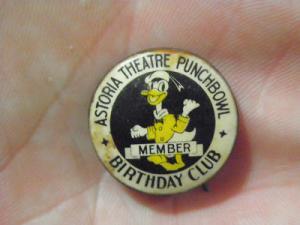 ASTORIA THEATRE PUNCHBOWL
MEMBER
BIRTHDAY CLUB